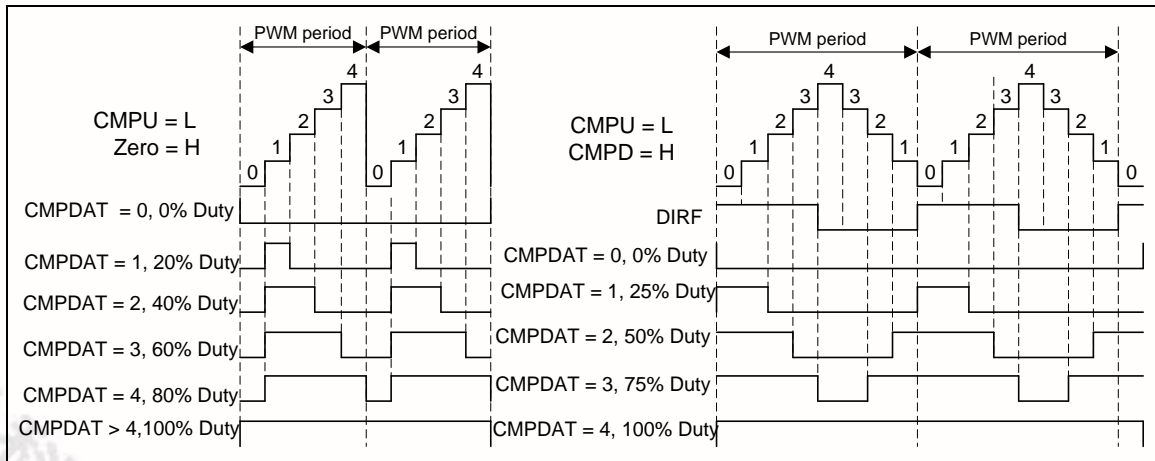 PWM period PWM period
4 4
3 3
2 2
1 1
0 0
CMPU = L
Zero = H
CMPDAT = 0, 0% Duty
CMPDAT = 1, 20% Duty
CMPDAT = 2, 40% Duty
CMPDAT = 3, 60% Duty
CMPDAT = 4, 80% Duty
CMPDAT > 4,100% Duty
PWM period PWM period
4 4
3 3 3 3
2 2 2 2
1 1 1 1
0 0 0
CMPU = L
CMPD = H
DIRF
CMPDAT = 0, 0% Duty
CMPDAT = 1, 25% Duty
CMPDAT = 2, 50% Duty
CMPDAT = 3, 75% Duty
CMPDAT = 4, 100% Duty